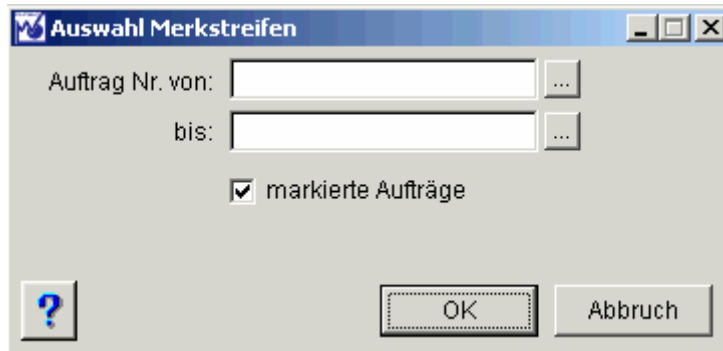 Auswahl Merkstreifen
Auftrag Nr. von: ...
bis: ...
markierte Aufträge
? OK Abbruch